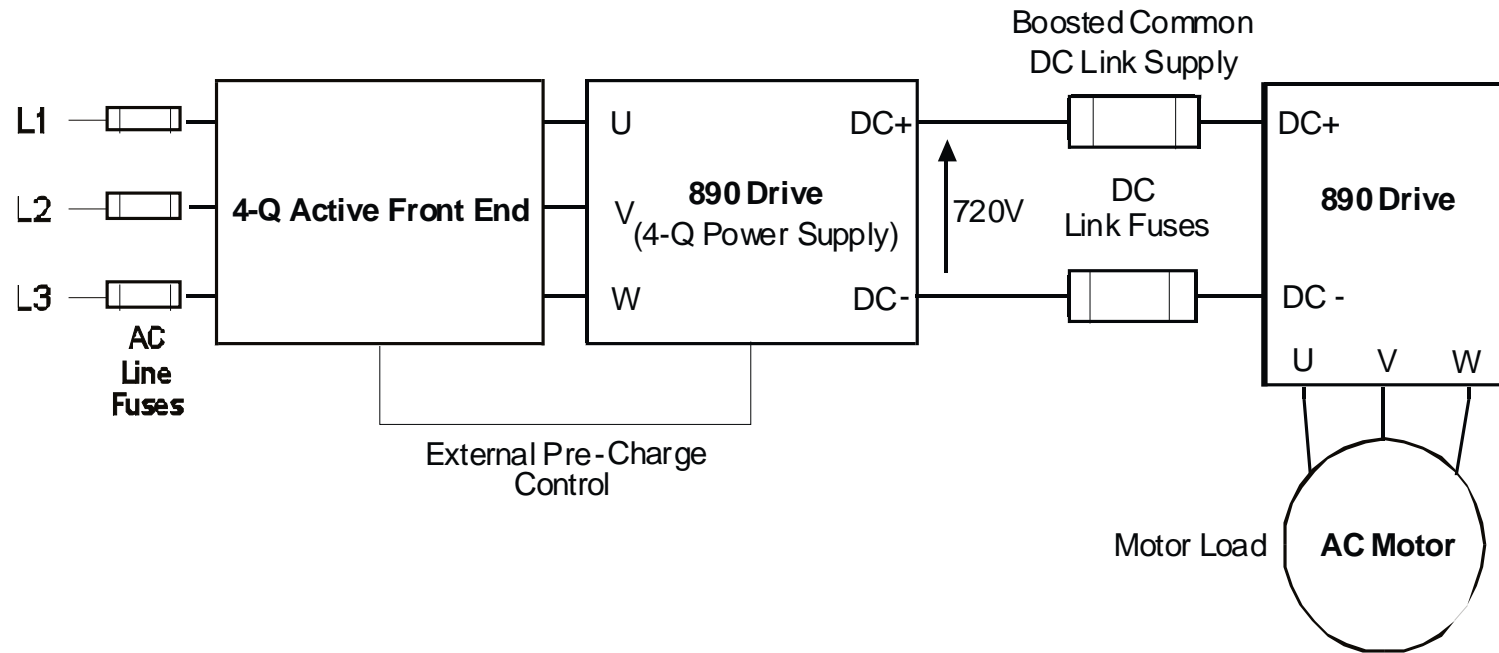 Boosted Common
DC Link Supply
L1
L2
L3
AC
Line
Fuses
4-Q Active Front End
U
V
W
890 Drive
(4-Q Power Supply)
DC+
DC-
720V
DC
Link Fuses
DC+
890 Drive
DC -
U V W
External Pre-Charge
Control
Motor Load
AC Motor